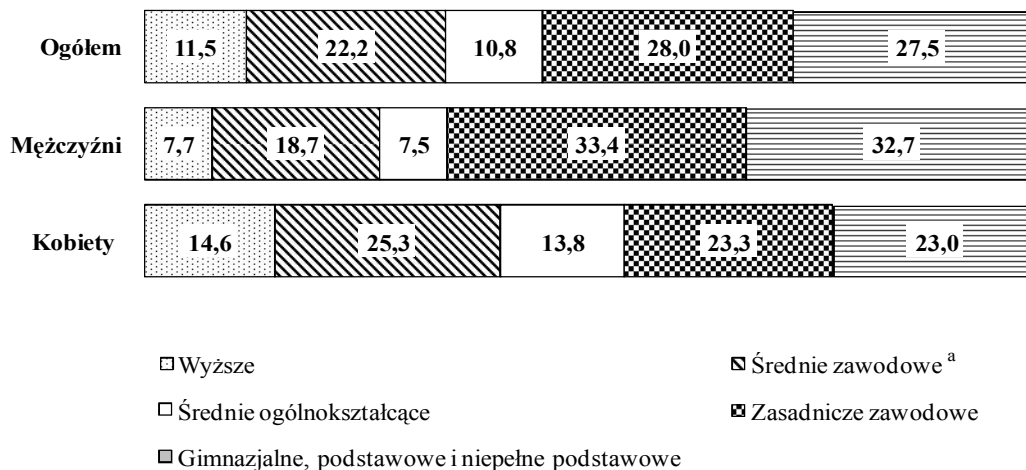 Ogółem 11,5 22,2 10,8 28,0 27,5
Mężczyźni 7,7 18,7 7,5 33,4 32,7
Kobiety 14,6 25,3 13,8 23,3 23,0
Wyższe Średnie zawodowe a
Średnie ogólnokształcące Zasadnicze zawodowe
Gimnazjalne, podstawowe i niepełne podstawowe